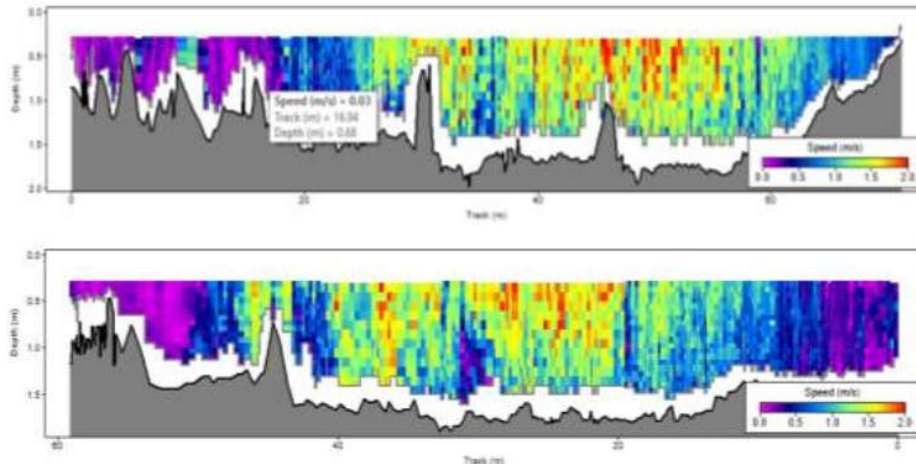 0.0
0.5
1.0
1.5
2.0
Depth (m)
Speed (m/s) = 0.03
Track (m) = 16.94
Depth (m) = 0.68
Speed (m/s)
0.0 0.5 1.0 1.5 2.0
0 20 40 60
Track (m)
0.0
0.5
1.0
1.5
Depth (m)
Speed (m/s)
0.0 0.5 1.0 1.5 2.0
60 40 20 0
Track (m)